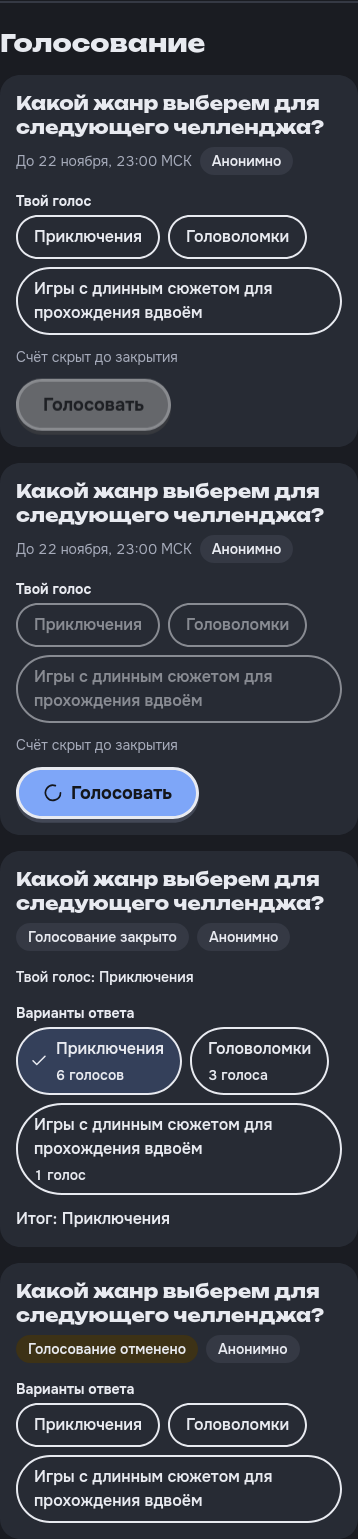 Голосование
Какой жанр выберем для
следующего челленджа?
До 22 ноября, 23:00 МСК Анонимно
Твой голос
Приключения Головоломки
Игры с длинным сюжетом для
прохождения вдвоём
Счёт скрыт до закрытия
Голосовать
Какой жанр выберем для
следующего челленджа?
До 22 ноября, 23:00 МСК Анонимно
Твой голос
Приключения Головоломки
Игры с длинным сюжетом для
прохождения вдвоём
Счёт скрыт до закрытия
Голосовать
Какой жанр выберем для
следующего челленджа?
Голосование закрыто Анонимно
Твой голос: Приключения
Варианты ответа
Приключения Головоломки
6 голосов 3 голоса
Игры с длинным сюжетом для
прохождения вдвоём
1 голос
Итог: Приключения
Какой жанр выберем для
следующего челленджа?
Голосование отменено Анонимно
Варианты ответа
Приключения Головоломки
Игры с длинным сюжетом для
прохождения вдвоём